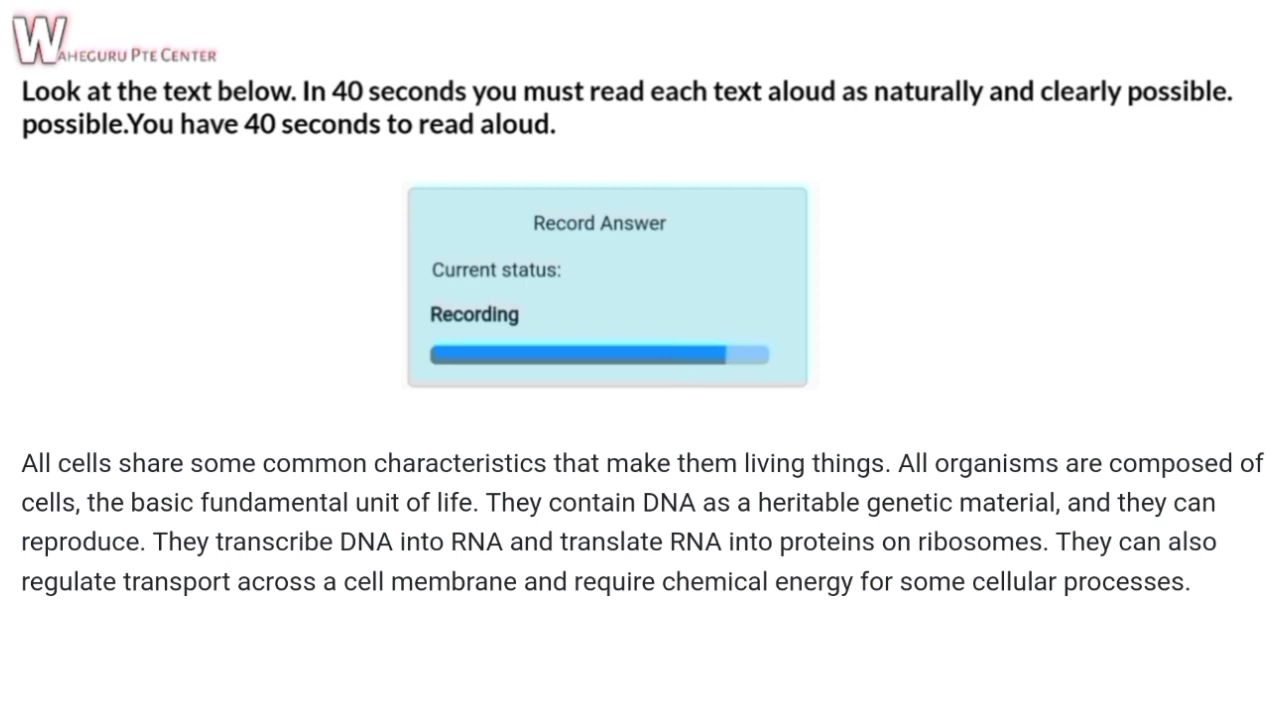 WAHEGURU PTE CENTER
Look at the text below. In 40 seconds you must read each text aloud as naturally and clearly possible.
possible.You have 40 seconds to read aloud.
Record Answer
Current status:
Recording
All cells share some common characteristics that make them living things. All organisms are composed of
cells, the basic fundamental unit of life. They contain DNA as a heritable genetic material, and they can
reproduce. They transcribe DNA into RNA and translate RNA into proteins on ribosomes. They can also
regulate transport across a cell membrane and require chemical energy for some cellular processes.